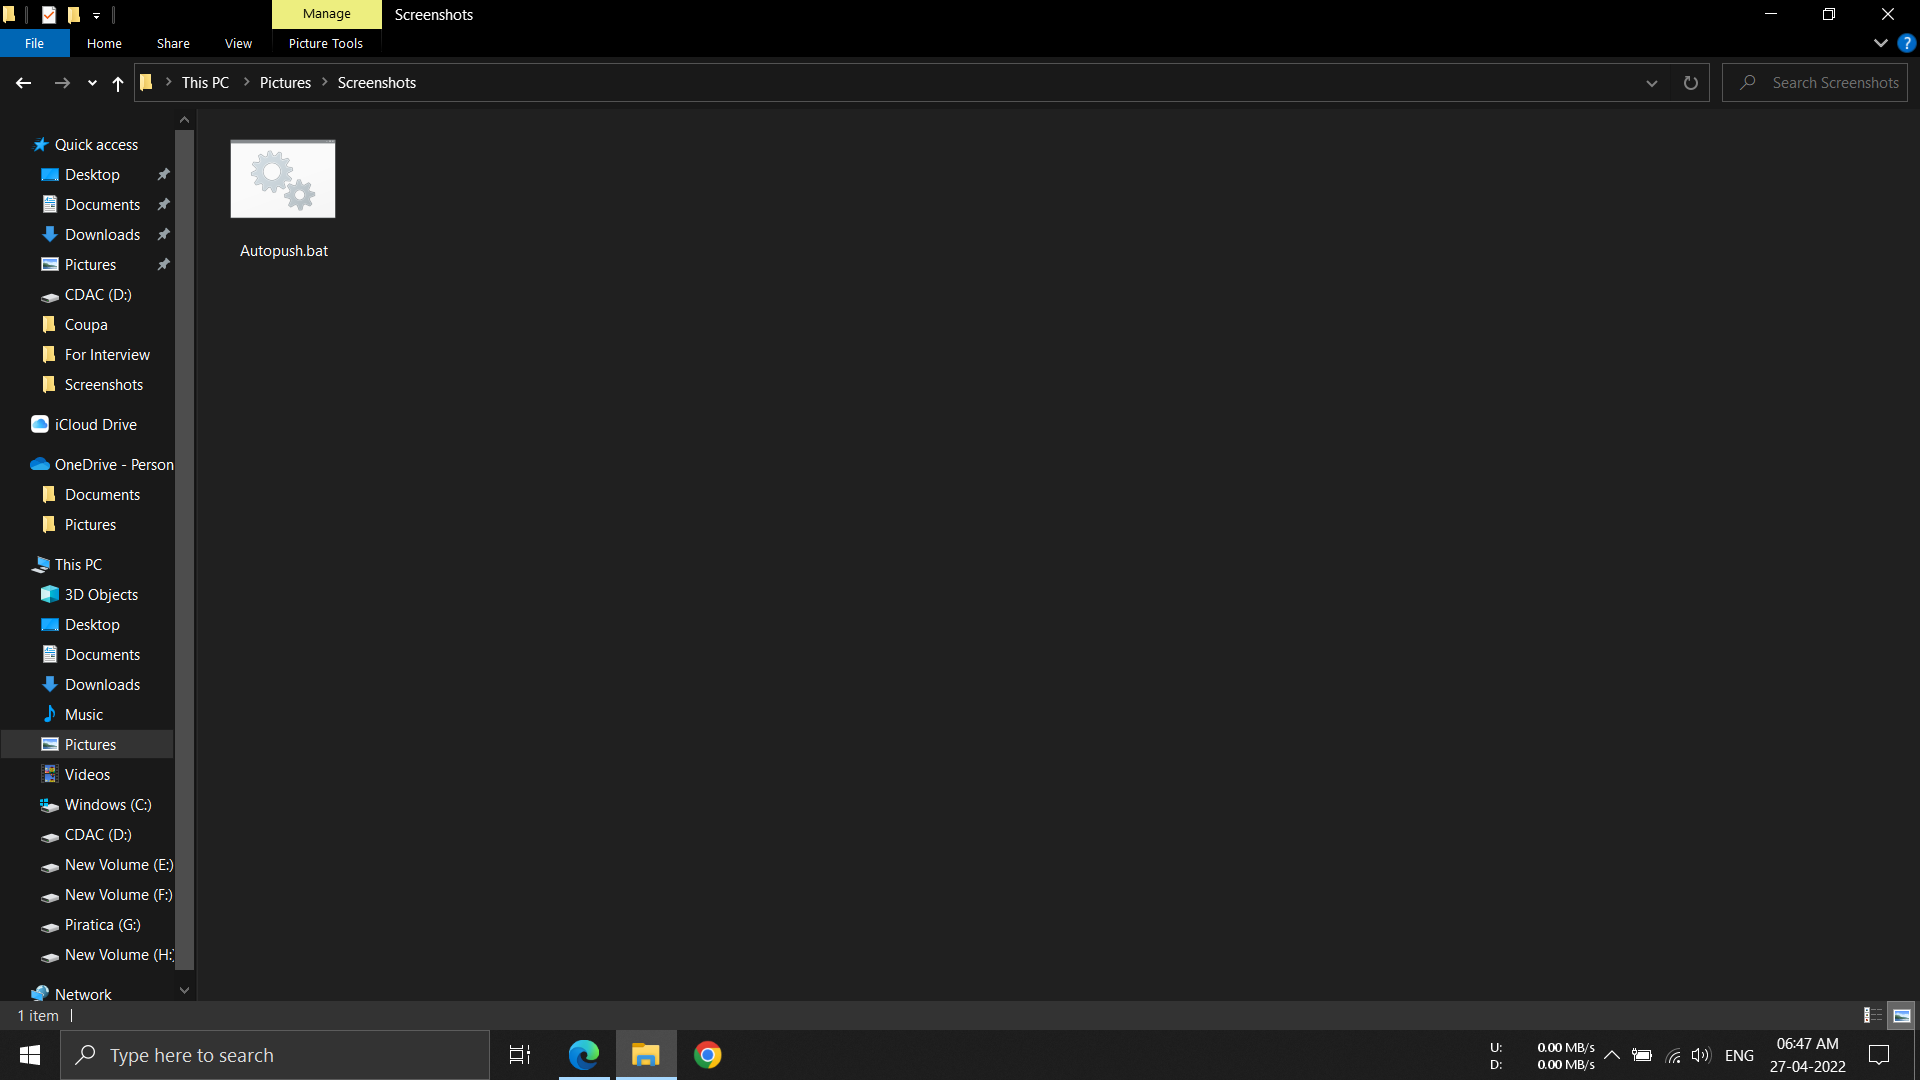 Manage
Screenshots
File
Home
Share
View
Picture Tools
?
This PC
Pictures
Screenshots
Search Screenshots
Quick access
Desktop
Documents
Downloads
Pictures
CDAC (D:)
Coupa
For Interview
Screenshots
iCloud Drive
OneDrive - Person
Documents
Pictures
This PC
3D Objects
Desktop
Documents
Downloads
Music
Pictures
Videos
Windows (C:)
CDAC (D:)
New Volume (E:)
New Volume (F:)
Piratica (G:)
New Volume (H:)
Network
Autopush.bat
1 item
Type here to search
U: 0.00 MB/s
D: 0.00 MB/s
ENG
06:47 AM
27-04-2022